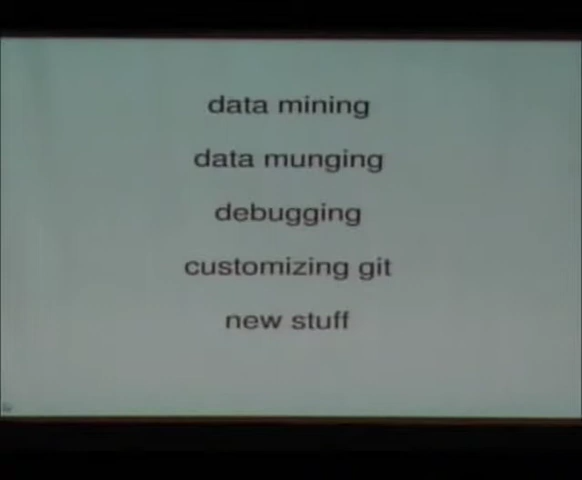 data mining
data munging
debugging
customizing git
new stuff